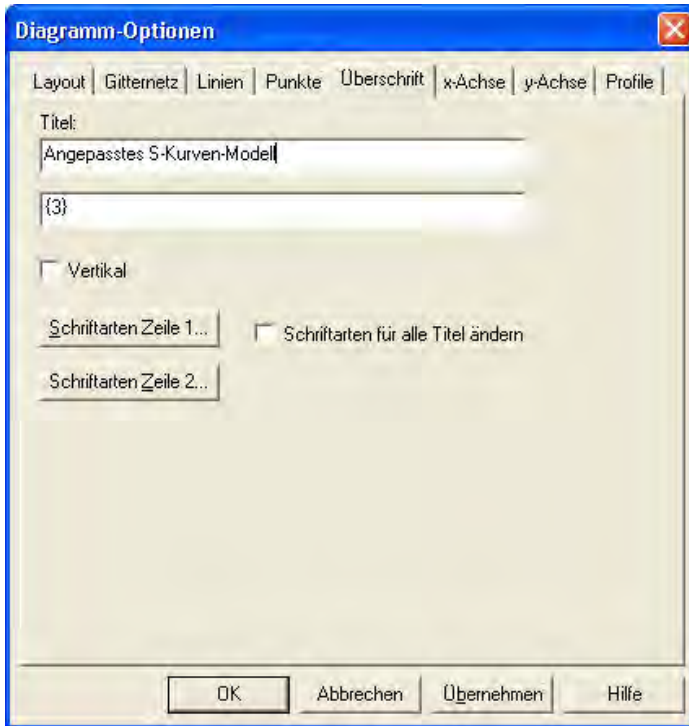 Diagramm-Optionen
Layout Gitternetz Linien Punkte Überschrift x-Achse y-Achse Profile
Titel:
Angepasstes S-Kurven-Modell
{3}
Vertikal
Schriftarten Zeile 1... Schriftarten für alle Titel ändern
Schriftarten Zeile 2...
OK Abbrechen Übernehmen Hilfe